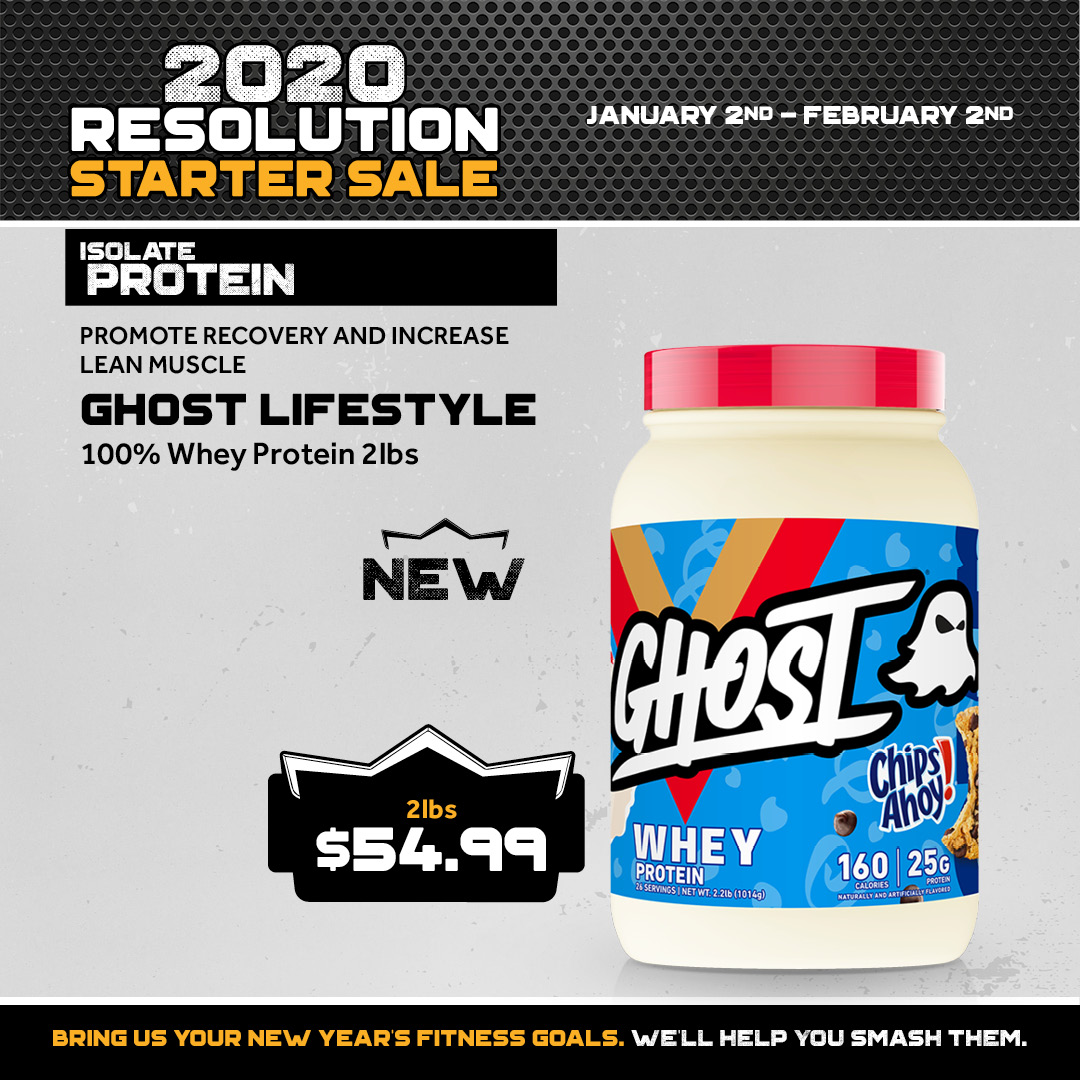 2020
RESOLUTION
STARTER SALE
JANUARY 2ND – FEBRUARY 2ND
ISOLATE
PROTEIN
PROMOTE RECOVERY AND INCREASE
LEAN MUSCLE
GHOST LIFESTYLE
100% Whey Protein 2lbs
NEW
2lbs
$54.99
GHOST
Chips
Ahoy!
WHEY
PROTEIN
26 SERVINGS | NET WT. 2.2lb (1014g)
160 | 25G
CALORIES PROTEIN
NATURALLY AND ARTIFICIALLY FLAVORED
BRING US YOUR NEW YEAR'S FITNESS GOALS. WE'LL HELP YOU SMASH THEM.